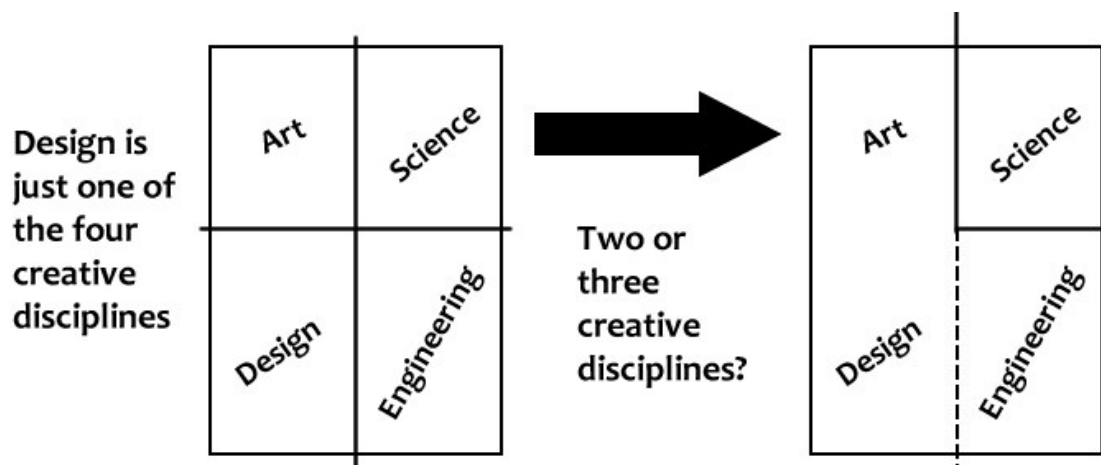 Design is
just one of
the four
creative
disciplines
Art
Science
Design
Engineering
Two or
three
creative
disciplines?
Art
Science
Design
Engineering